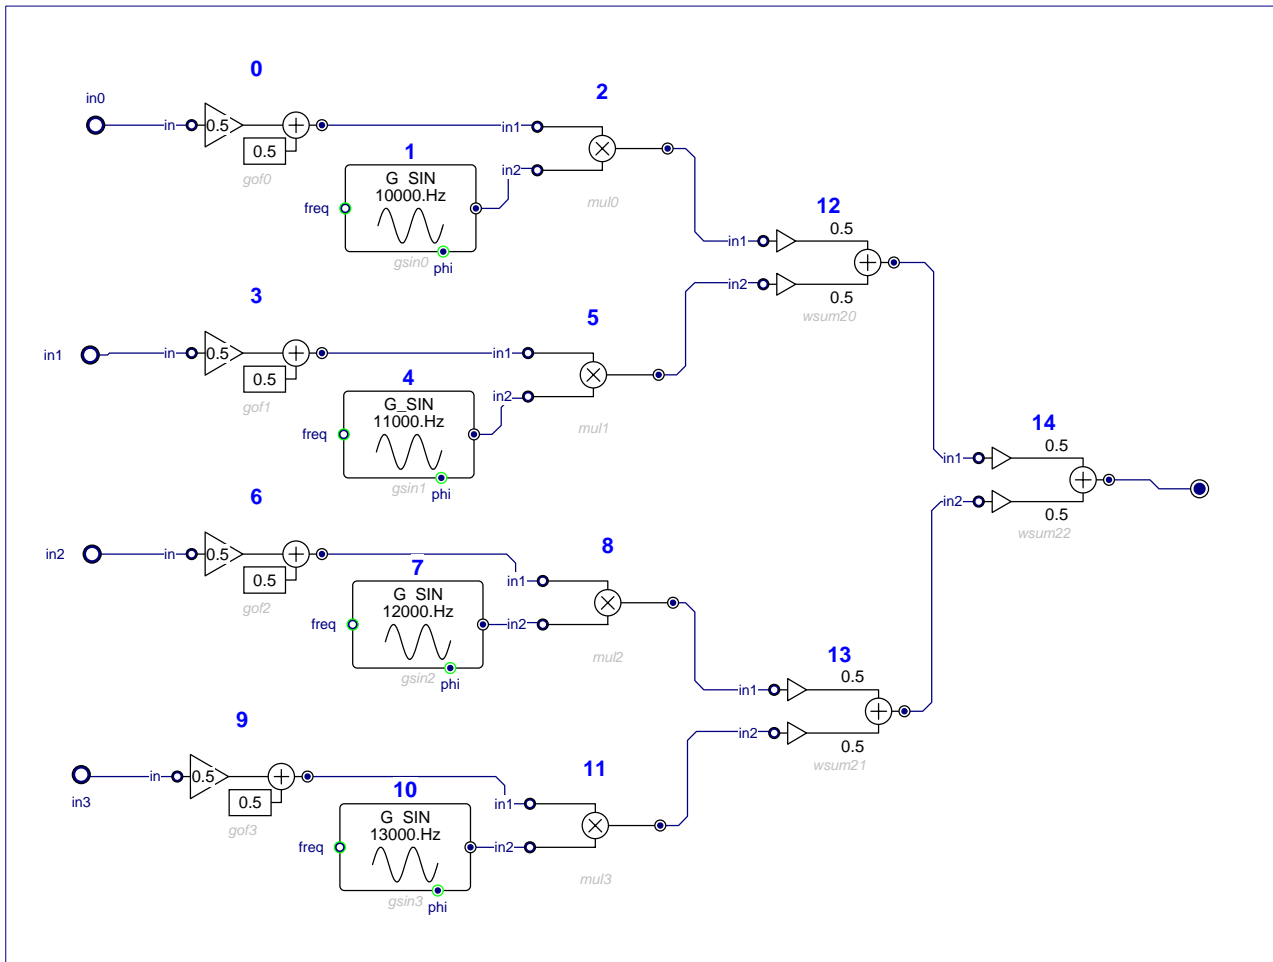 0
2
in0
in
0.5
0.5
gof0
1
G_SIN
10000.Hz
freq
gsin0
phi
in1
in2
mul0
12
0.5
in1
in2
0.5
wsum20
3
5
in1
in
0.5
0.5
gof1
4
G_SIN
11000.Hz
freq
gsin1
phi
in1
in2
mul1
14
0.5
in1
in2
0.5
wsum22
6
8
in2
in
0.5
0.5
gof2
7
G_SIN
12000.Hz
freq
gsin2
phi
in1
in2
mul2
13
0.5
in1
in2
0.5
wsum21
9
11
in3
in
0.5
0.5
gof3
10
G_SIN
13000.Hz
freq
gsin3
phi
in1
in2
mul3